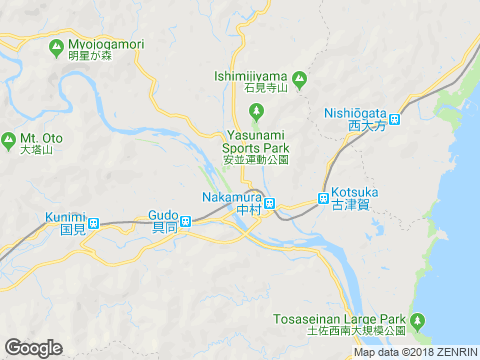 Myojogamori
明星が森
Ishimijiyama
石見寺山
Nishiōgata
西大方
Yasunami
Sports Park
安並運動公園
Mt. Oto
大塔山
Nakamura
中村
Kotsuka
古津賀
Kunimi
国見
Gudo
具同
Tosaseinan Large Park
土佐西南大規模公園
Google
Map data ©2018 ZENRIN